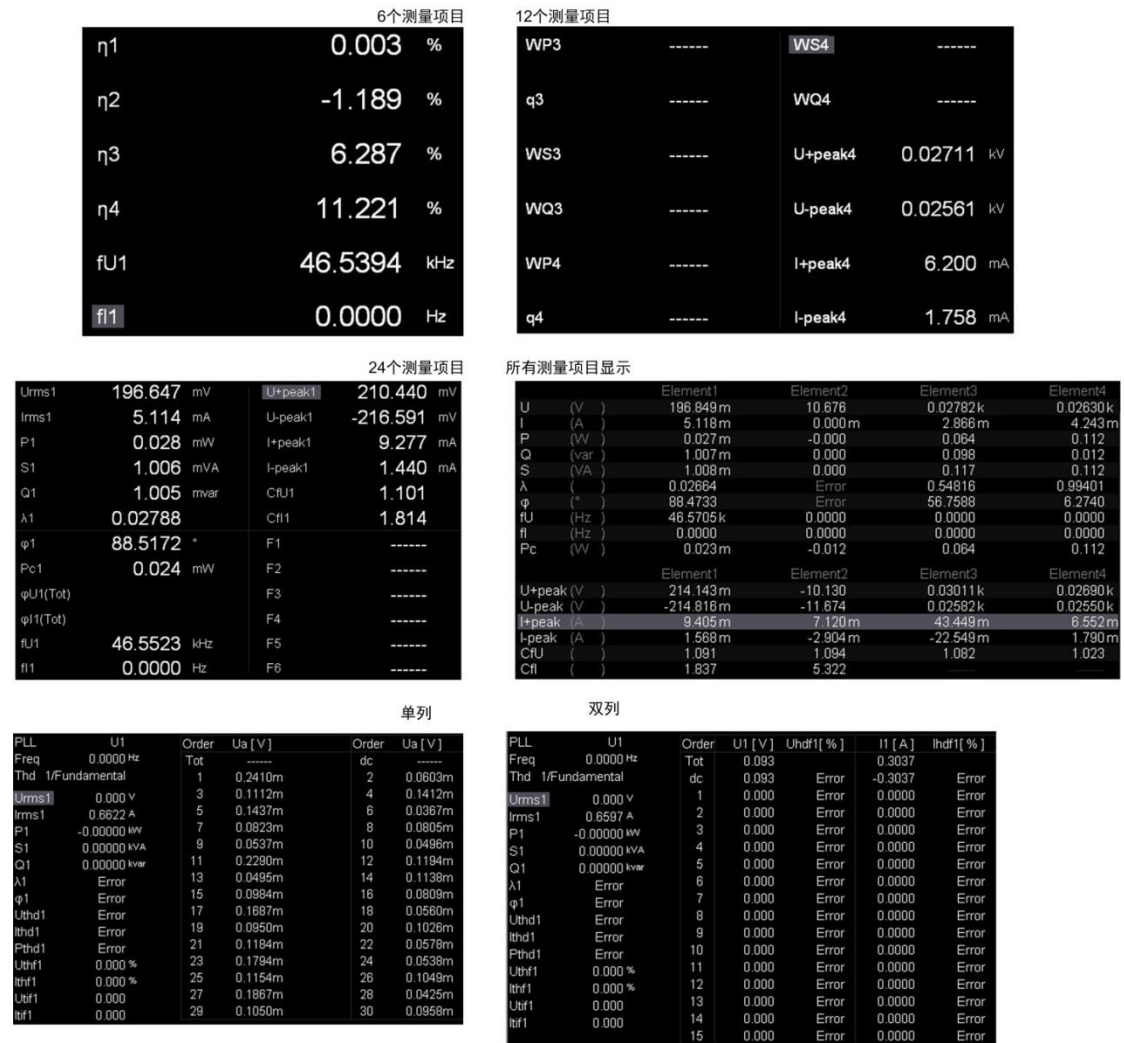 6个测量项目
η1 0.003 %
η2 -1.189 %
η3 6.287 %
η4 11.221 %
fU1 46.5394 kHz
fI1 0.0000 Hz
12个测量项目
WP3 ------ WS4 ------
q3 ------ WQ4 ------
WS3 ------ U+peak4 0.02711 kV
WQ3 ------ U-peak4 0.02561 kV
WP4 ------ I+peak4 6.200 mA
q4 ------ I-peak4 1.758 mA
24个测量项目
Urms1 196.647 mV U+peak1 210.440 mV
Irms1 5.114 mA U-peak1 -216.591 mV
P1 0.028 mW I+peak1 9.277 mA
S1 1.006 mVA I-peak1 1.440 mA
Q1 1.005 mvar CfU1 1.101
λ1 0.02788 CfI1 1.814
φ1 88.5172 ° F1 ------
Pc1 0.024 mW F2 ------
φU1(Tot) F3 ------
φI1(Tot) F4 ------
fU1 46.5523 kHz F5 ------
fI1 0.0000 Hz F6 ------
所有测量项目显示
Element1 Element2 Element3 Element4
U (V ) 196.849m 10.676 0.02782k 0.02630k
I (A ) 5.118m 0.000m 2.866m 4.243m
P (W ) 0.027m -0.000 0.064 0.112
Q (var ) 1.007m 0.000 0.098 0.012
S (VA ) 1.008m 0.000 0.117 0.112
λ ( ) 0.02664 Error 0.54816 0.99401
φ (° ) 88.4733 Error 56.7588 6.2740
fU (Hz ) 46.5705k 0.0000 0.0000 0.0000
fI (Hz ) 0.0000 0.0000 0.0000 0.0000
Pc (W ) 0.023m -0.012 0.064 0.112
Element1 Element2 Element3 Element4
U+peak (V ) 214.143m -10.130 0.03011k 0.02690k
U-peak (V ) -214.816m -11.674 0.02582k 0.02550k
I+peak (A ) 9.405m 7.120m 43.449m 6.552m
I-peak (A ) 1.568m -2.904m -22.549m 1.790m
CfU ( ) 1.091 1.094 1.082 1.023
CfI ( ) 1.837 5.322 ------ ------
单列
PLL U1
Freq 0.0000 Hz
Thd 1/Fundamental
Urms1 0.000 V
Irms1 0.6622 A
P1 -0.00000 kW
S1 0.00000 kVA
Q1 0.00000 kvar
λ1 Error
φ1 Error
Uthd1 Error
Ithd1 Error
Pthd1 Error
Uthf1 0.000 %
Ithf1 0.000 %
Utif1 0.000
Itif1 0.000
Order Ua [ V ] Order Ua [ V ]
Tot ------ dc ------
1 0.2410m 2 0.0603m
3 0.1112m 4 0.1412m
5 0.1437m 6 0.0367m
7 0.0823m 8 0.0805m
9 0.0537m 10 0.0496m
11 0.2290m 12 0.1194m
13 0.0495m 14 0.1138m
15 0.0984m 16 0.0809m
17 0.1687m 18 0.0560m
19 0.0950m 20 0.1026m
21 0.1184m 22 0.0578m
23 0.1794m 24 0.0538m
25 0.1154m 26 0.1049m
27 0.1867m 28 0.0425m
29 0.1050m 30 0.0958m
双列
PLL U1
Freq 0.0000 Hz
Thd 1/Fundamental
Urms1 0.000 V
Irms1 0.6597 A
P1 -0.00000 kW
S1 0.00000 kVA
Q1 0.00000 kvar
λ1 Error
φ1 Error
Uthd1 Error
Ithd1 Error
Pthd1 Error
Uthf1 0.000 %
Ithf1 0.000 %
Utif1 0.000
Itif1 0.000
Order U1 [ V ] Uhdf1[ % ] I1 [ A ] Ihdf1[ % ]
Tot 0.093 0.3037
dc 0.093 Error -0.3037 Error
1 0.000 Error 0.0000 Error
2 0.000 Error 0.0000 Error
3 0.000 Error 0.0000 Error
4 0.000 Error 0.0000 Error
5 0.000 Error 0.0000 Error
6 0.000 Error 0.0000 Error
7 0.000 Error 0.0000 Error
8 0.000 Error 0.0000 Error
9 0.000 Error 0.0000 Error
10 0.000 Error 0.0000 Error
11 0.000 Error 0.0000 Error
12 0.000 Error 0.0000 Error
13 0.000 Error 0.0000 Error
14 0.000 Error 0.0000 Error
15 0.000 Error 0.0000 Error